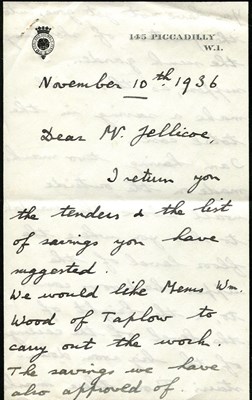 145 PICCADILLY
W.1.
November 10th. 1936
Dear Mr. Jellicoe,
I return you
the tenders & the list
of savings you have
suggested.
We would like Messrs Wm.
Wood of Taplow to
carry out the work.
The savings we have
also approved of.